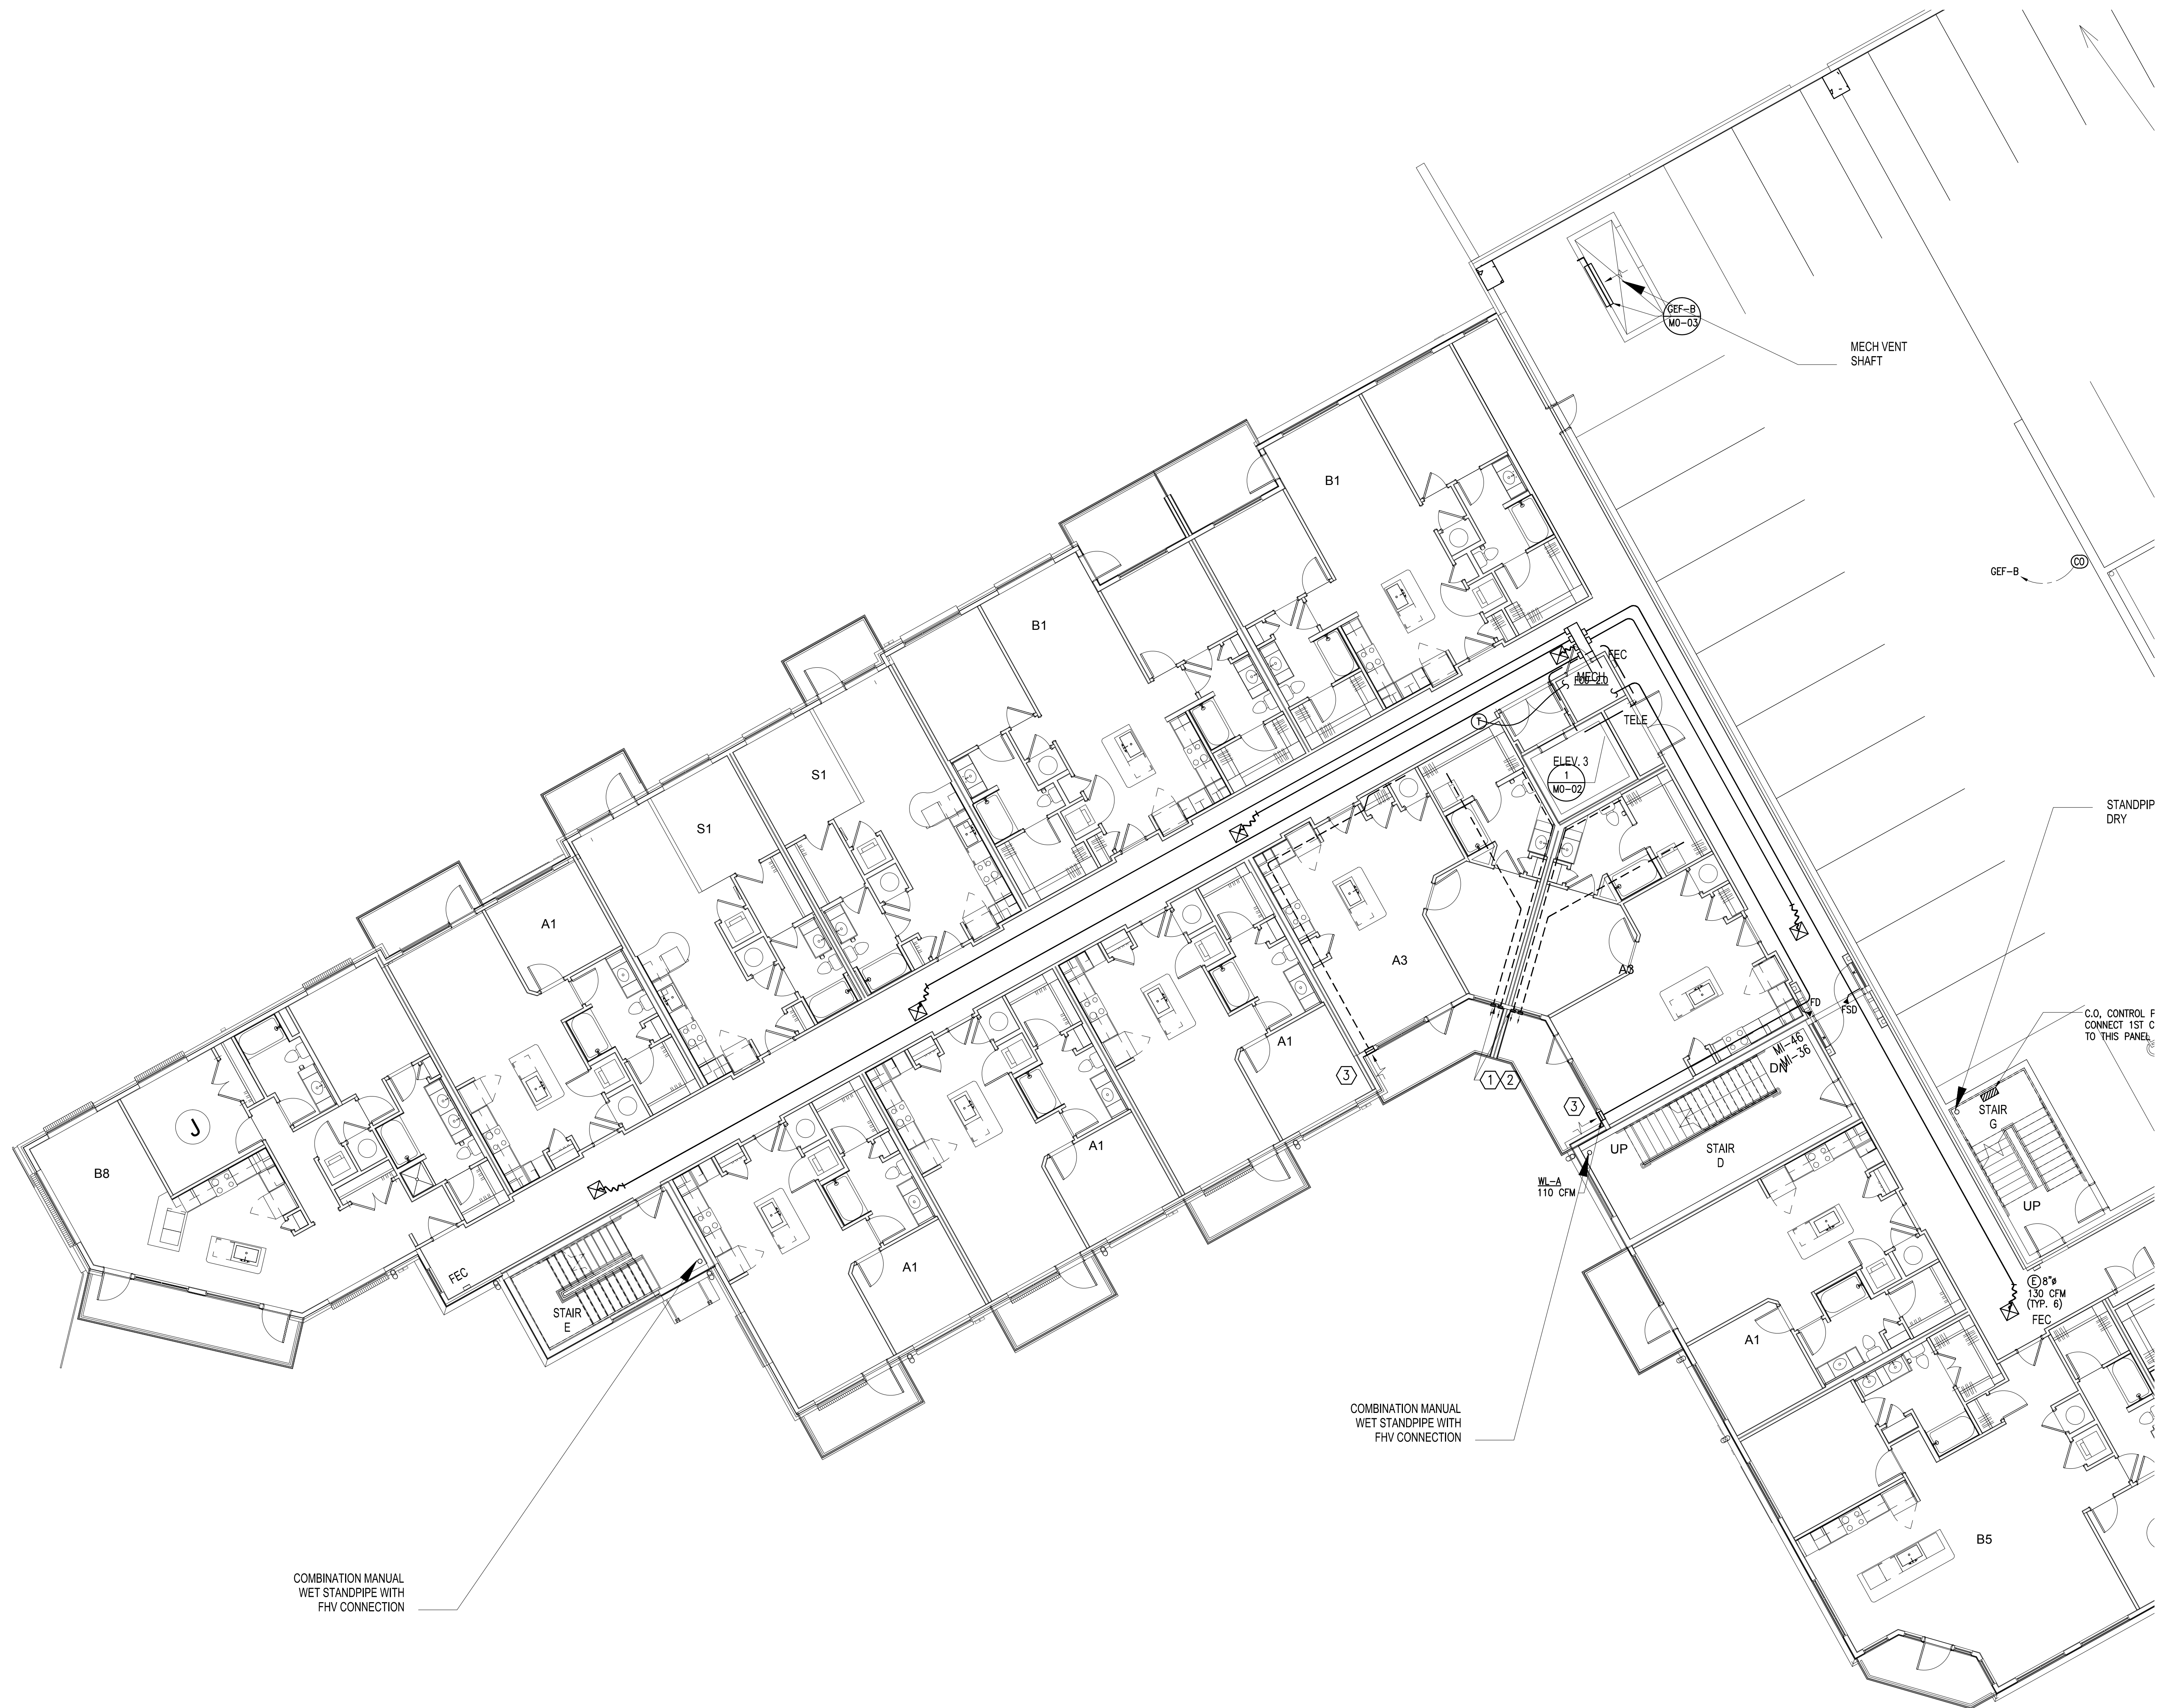 GEF-B
M0-03
MECH VENT
SHAFT
B1
GEF-B
CO
B1
FEC
MECH
T
TELE
ELEV. 3
1
M0-02
S1
S1
STANDPIP
DRY
A1
A3
A3
FD
FSD
C.O, CONTROL P
CONNECT 1ST C
TO THIS PANEL
MI-46
MI-36
DN
A1
3
1
2
3
STAIR
G
J
B8
A1
UP
STAIR
D
WL-A
110 CFM
UP
A1
FEC
STAIR
E
E 8"ø
130 CFM
(TYP. 6)
FEC
A1
COMBINATION MANUAL
WET STANDPIPE WITH
FHV CONNECTION
B5
COMBINATION MANUAL
WET STANDPIPE WITH
FHV CONNECTION